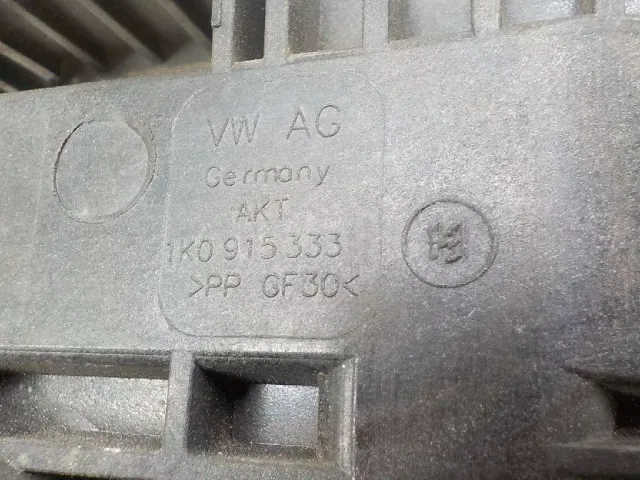 VW AG
Germany
AKT
1K0 915 333
>PP GF30<